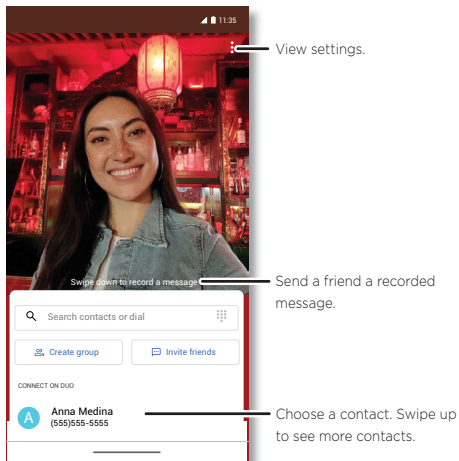 11:35
View settings.
Swipe down to record a message
Send a friend a recorded
message.
Search contacts or dial
Create group
Invite friends
CONNECT ON DUO
A
Anna Medina
(555)555-5555
Choose a contact. Swipe up
to see more contacts.